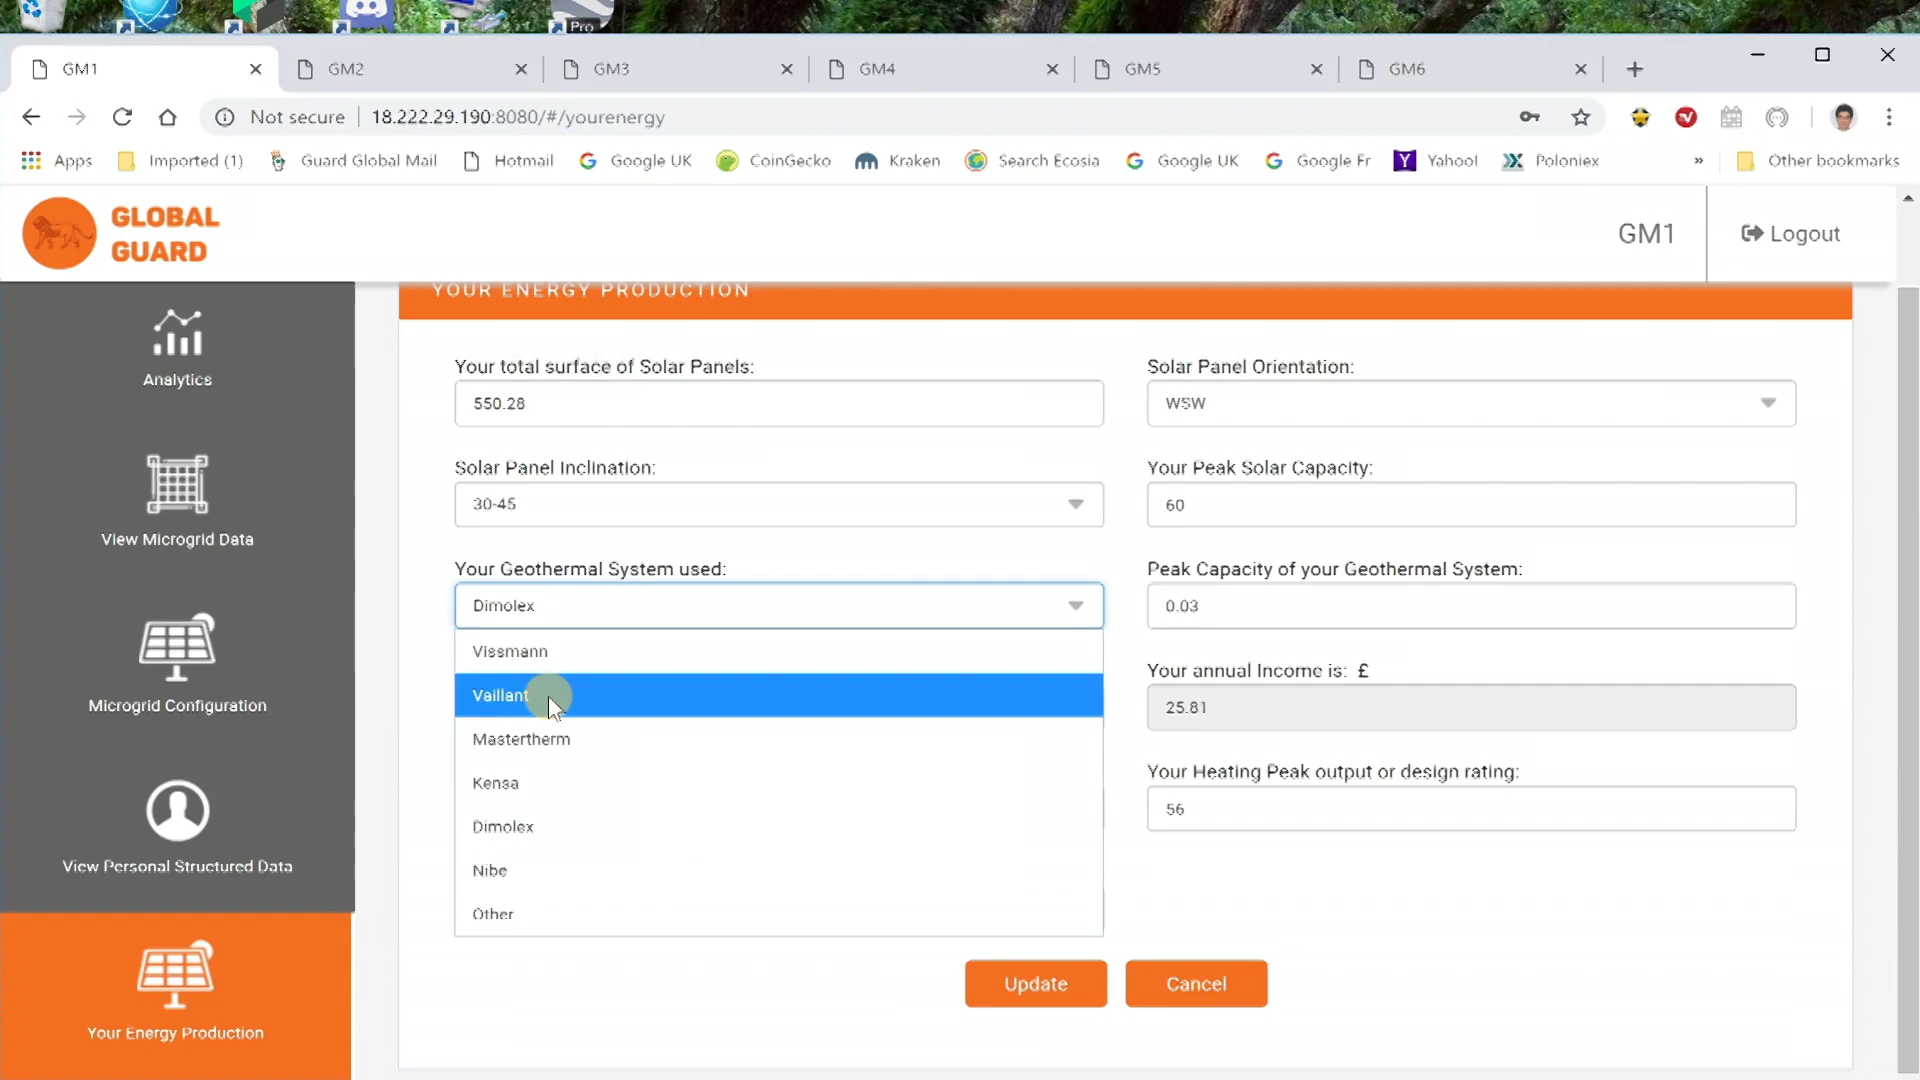 Pro
GM1
GM2
GM3
GM4
GM5
GM6
Not secure
18.222.29.190:8080/#/yourenergy
Apps
Imported (1)
Guard Global Mail
Hotmail
Google UK
CoinGecko
Kraken
Search Ecosia
Google UK
Google Fr
Yahoo!
Poloniex
»
Other bookmarks
GLOBAL
GUARD
GM1
Logout
YOUR ENERGY PRODUCTION
Analytics
View Microgrid Data
Microgrid Configuration
View Personal Structured Data
Your Energy Production
Your total surface of Solar Panels:
550.28
Solar Panel Orientation:
WSW
Solar Panel Inclination:
30-45
Your Peak Solar Capacity:
60
Your Geothermal System used:
Dimolex
Peak Capacity of your Geothermal System:
0.03
Vissmann
Vaillant
Mastertherm
Kensa
Dimolex
Nibe
Other
Your annual Income is: £
25.81
Your Heating Peak output or design rating:
56
Update
Cancel